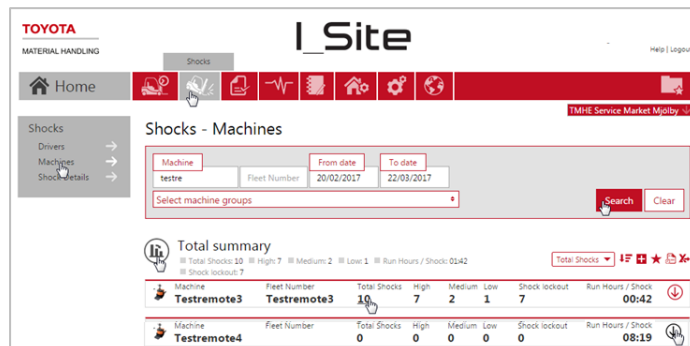 TOYOTA
MATERIAL HANDLING
I_Site
Shocks
Help | Logou
Home
TMHE Service Market Mjölby
Shocks
Drivers
Machines
Shock Details
Shocks - Machines
Machine
From date
To date
testre
Fleet Number
20/02/2017
22/03/2017
Select machine groups
Search
Clear
Total summary
Total Shocks: 10 High: 7 Medium: 2 Low: 1 Run Hours / Shock: 01:42
Shock lockout: 7
Total Shocks
Machine Fleet Number Total Shocks High Medium Low Shock lockout Run Hours / Shock
Testremote3 Testremote3 10 7 2 1 7 00:42
Machine Fleet Number Total Shocks High Medium Low Shock lockout Run Hours / Shock
Testremote4 0 0 0 0 0 08:19